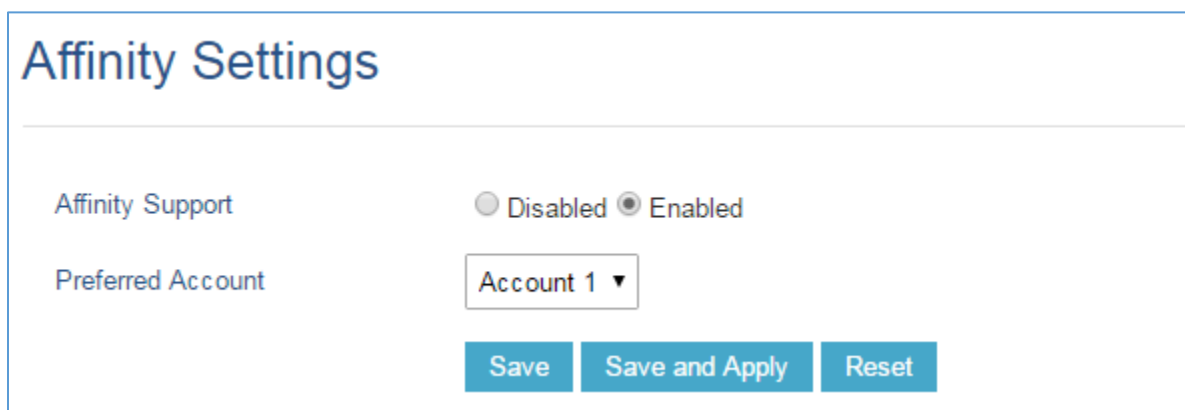 Affinity Settings
Affinity Support Disabled Enabled
Preferred Account Account 1
Save Save and Apply Reset